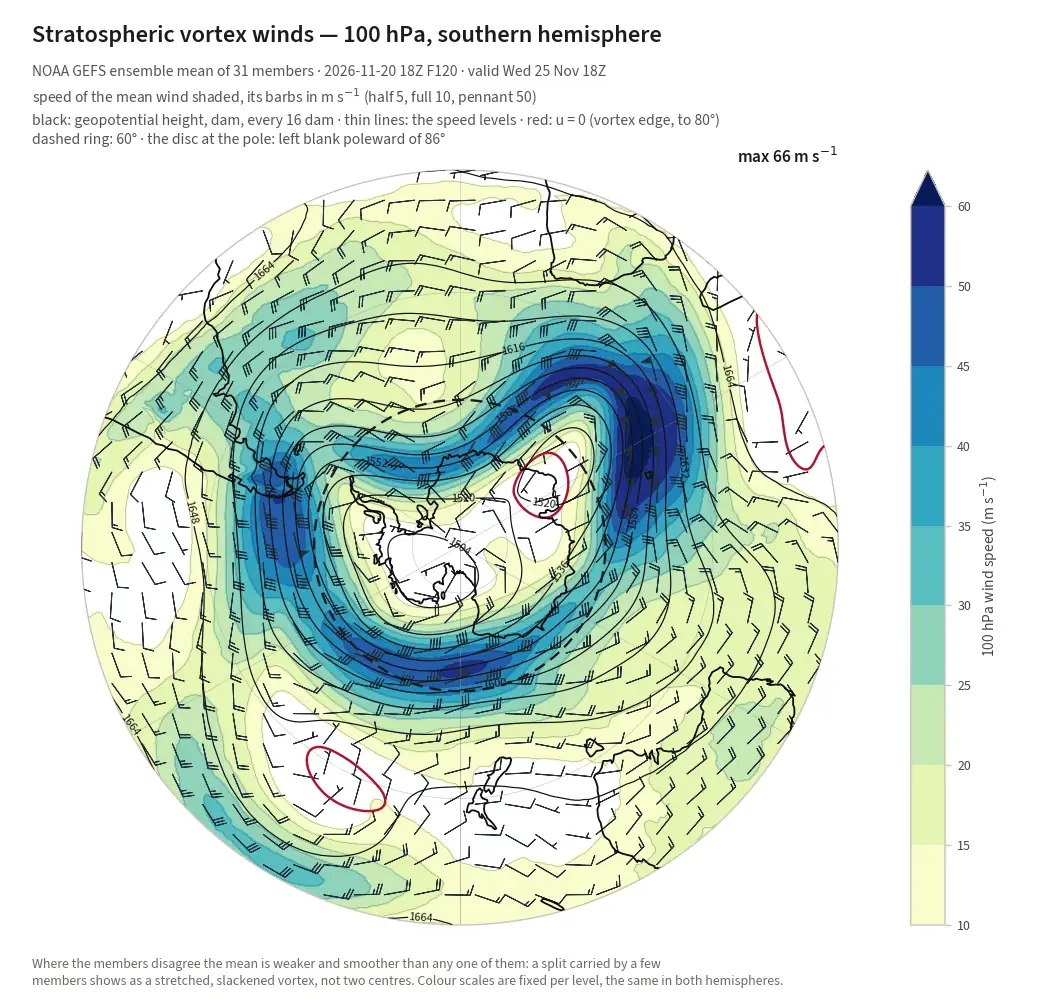 Stratospheric vortex winds — 100 hPa, southern hemisphere
NOAA GEFS ensemble mean of 31 members · 2026-11-20 18Z F120 · valid Wed 25 Nov 18Z
speed of the mean wind shaded, its barbs in m s⁻¹ (half 5, full 10, pennant 50)
black: geopotential height, dam, every 16 dam · thin lines: the speed levels · red: u = 0 (vortex edge, to 80°)
dashed ring: 60° · the disc at the pole: left blank poleward of 86°
max 66 m s⁻¹
60
50
45
40
35
30
25
20
15
10
100 hPa wind speed (m s⁻¹)
1664
1616
1664
1552
1520
1520
1504
1536
1648
1600
1664
1664
Where the members disagree the mean is weaker and smoother than any one of them: a split carried by a few
members shows as a stretched, slackened vortex, not two centres. Colour scales are fixed per level, the same in both hemispheres.